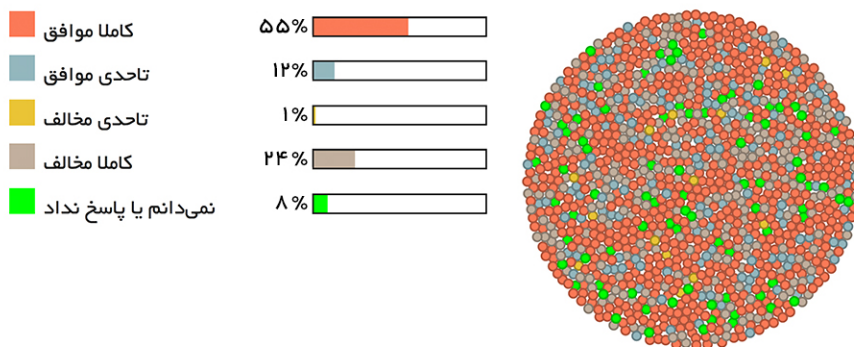 کاملا موافق ۵۵%
تاحدی موافق ۱۲%
تاحدی مخالف ۱%
کاملا مخالف ۲۴%
نمی‌دانم یا پاسخ نداد ۸%